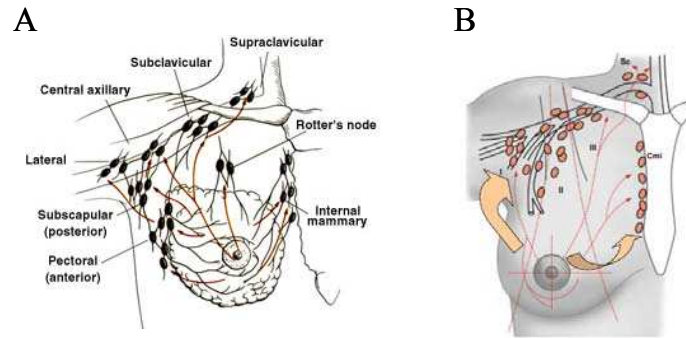 A
Supraclavicular
Subclavicular
Central axillary
Rotter's node
Lateral
Subscapular
(posterior)
Internal
mammary
Pectoral
(anterior)
B
Sc
III
Cmi
I
II